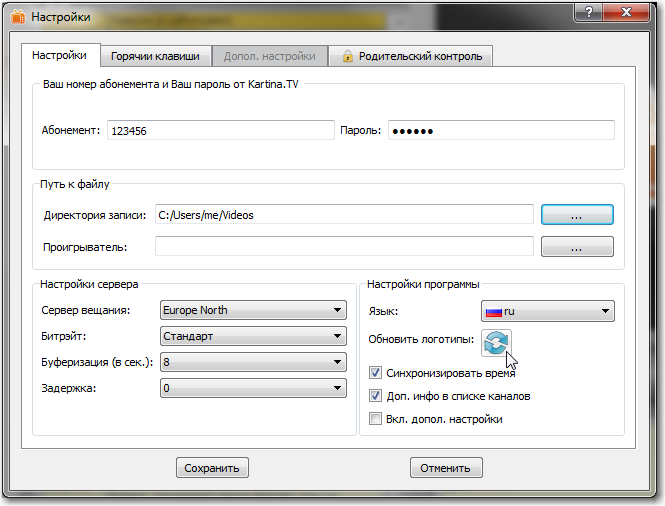 Настройки
Настройки Горячии клавиши Допол. настройки Родительский контроль
Ваш номер абонемента и Ваш пароль от Kartina.TV
Абонемент: 123456 Пароль: ●●●●●●
Путь к файлу
Директория записи: C:/Users/me/Videos ...
Проигрыватель: ...
Настройки сервера
Сервер вещания: Europe North
Битрэйт: Стандарт
Буферизация (в сек.): 8
Задержка: 0
Настройки программы
Язык: ru
Обновить логотипы:
Синхронизировать время
Доп. инфо в списке каналов
Вкл. допол. настройки
Сохранить Отменить